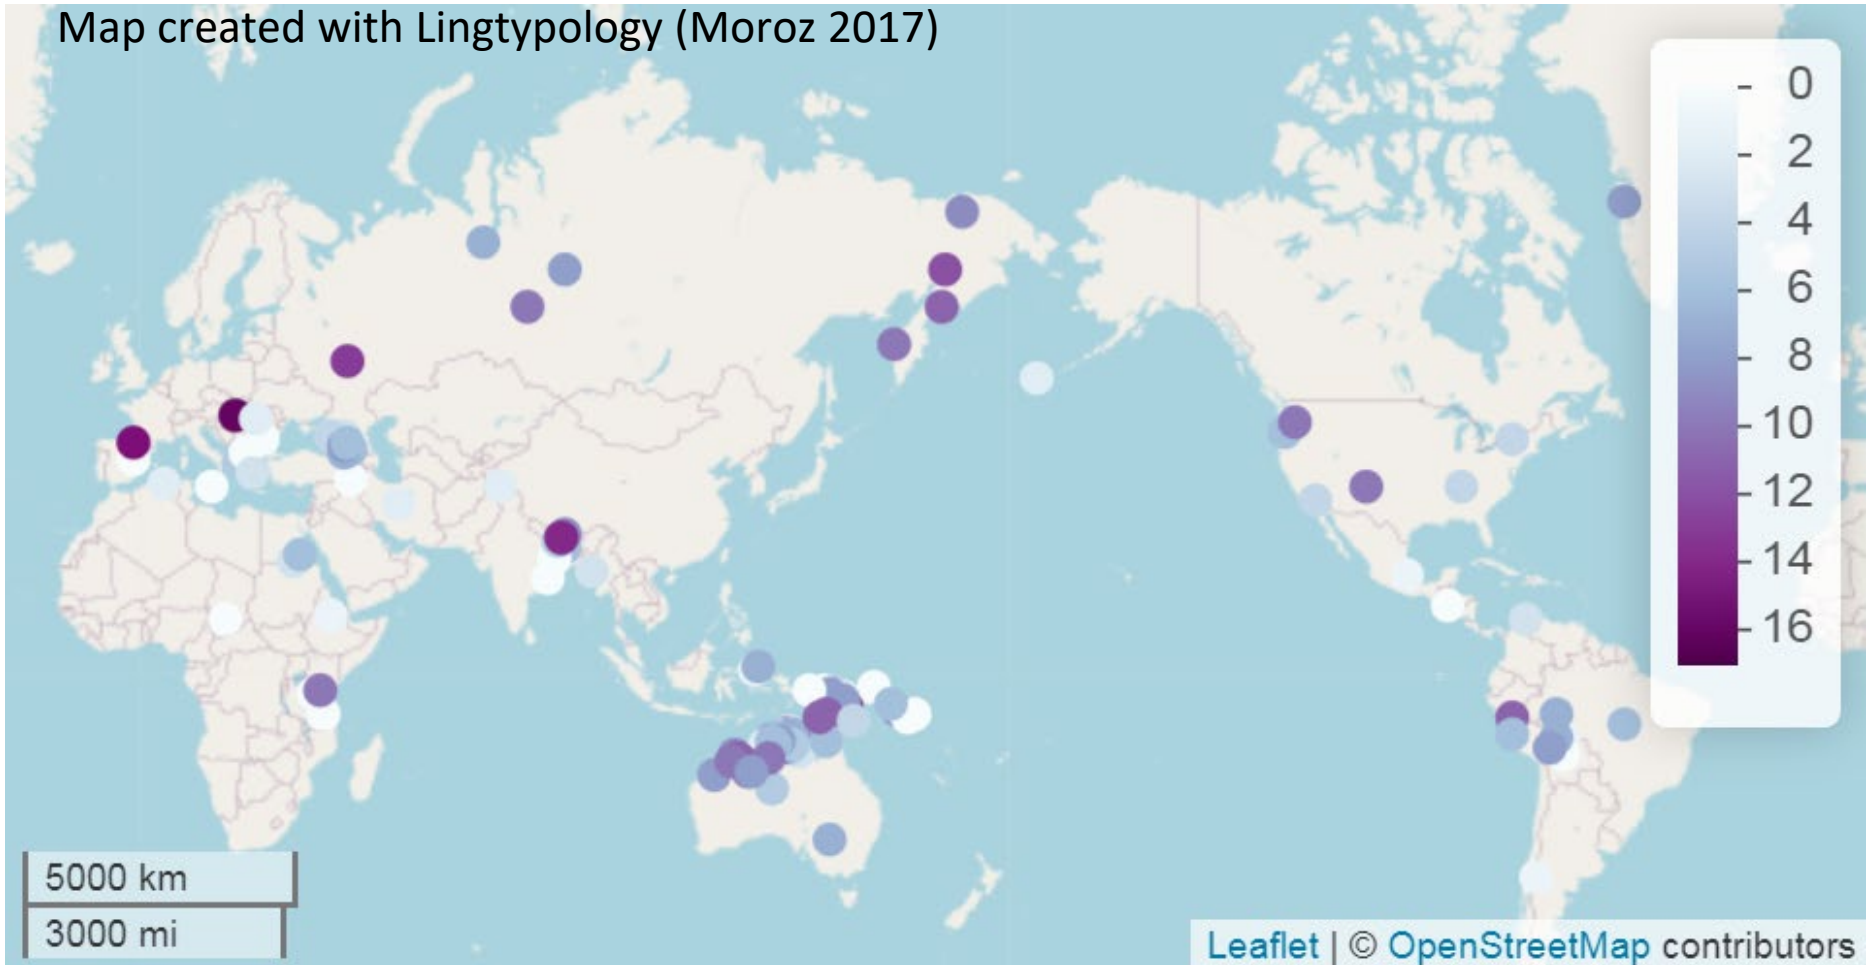 Map created with Lingtypology (Moroz 2017)
0
2
4
6
8
10
12
14
16
5000 km
3000 mi
Leaflet | © OpenStreetMap contributors